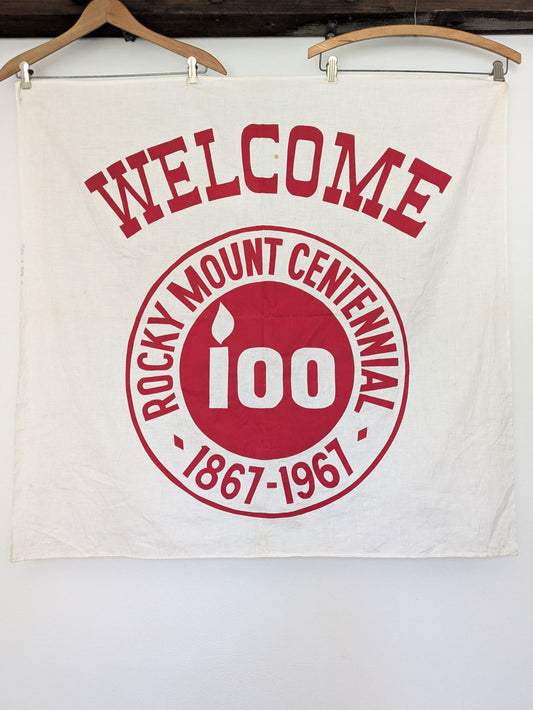 WELCOME
ROCKY MOUNT CENTENNIAL
100
- 1867-1967 -